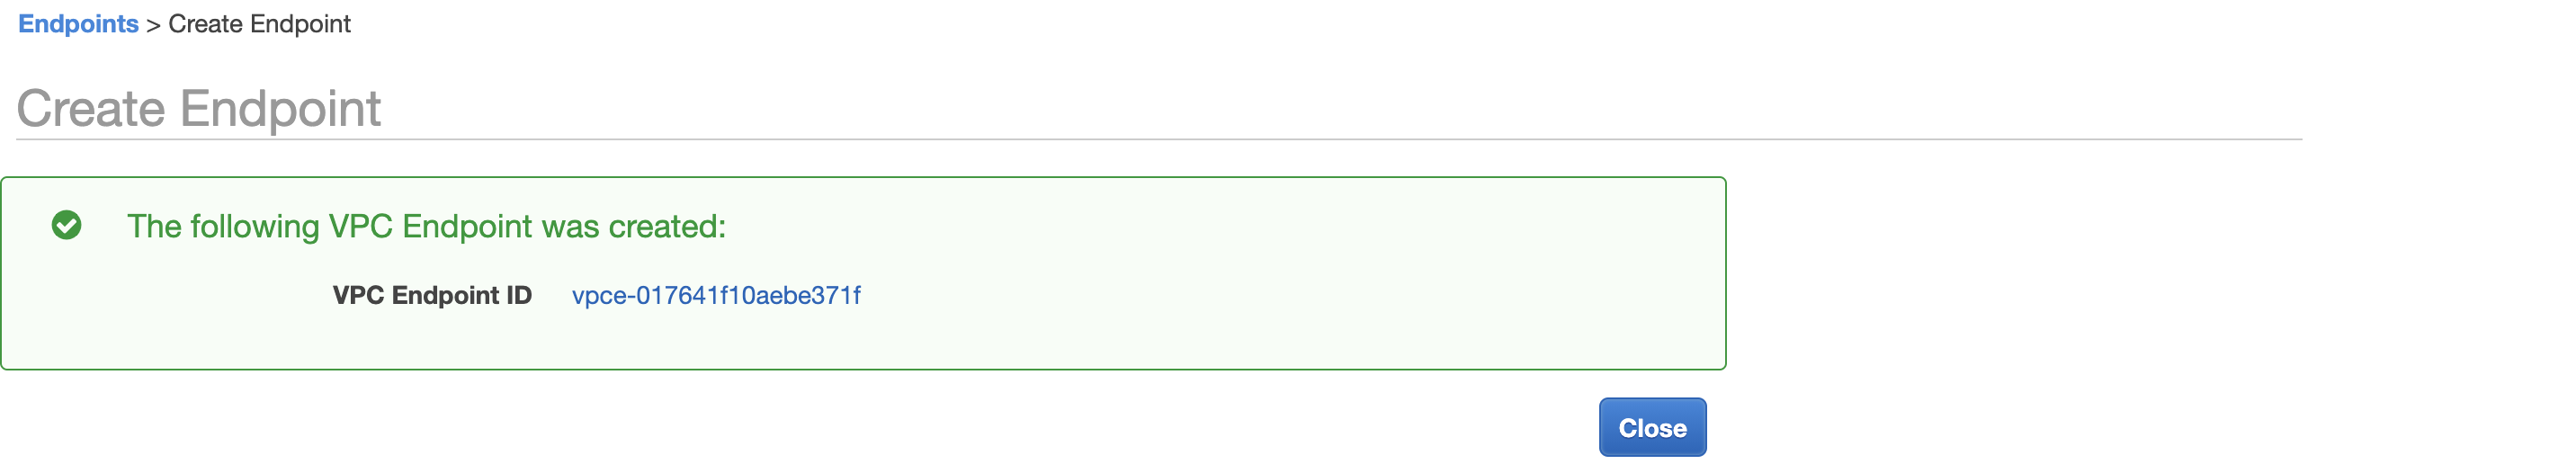 Endpoints > Create Endpoint
Create Endpoint
The following VPC Endpoint was created:
VPC Endpoint ID vpce-017641f10aebe371f
Close